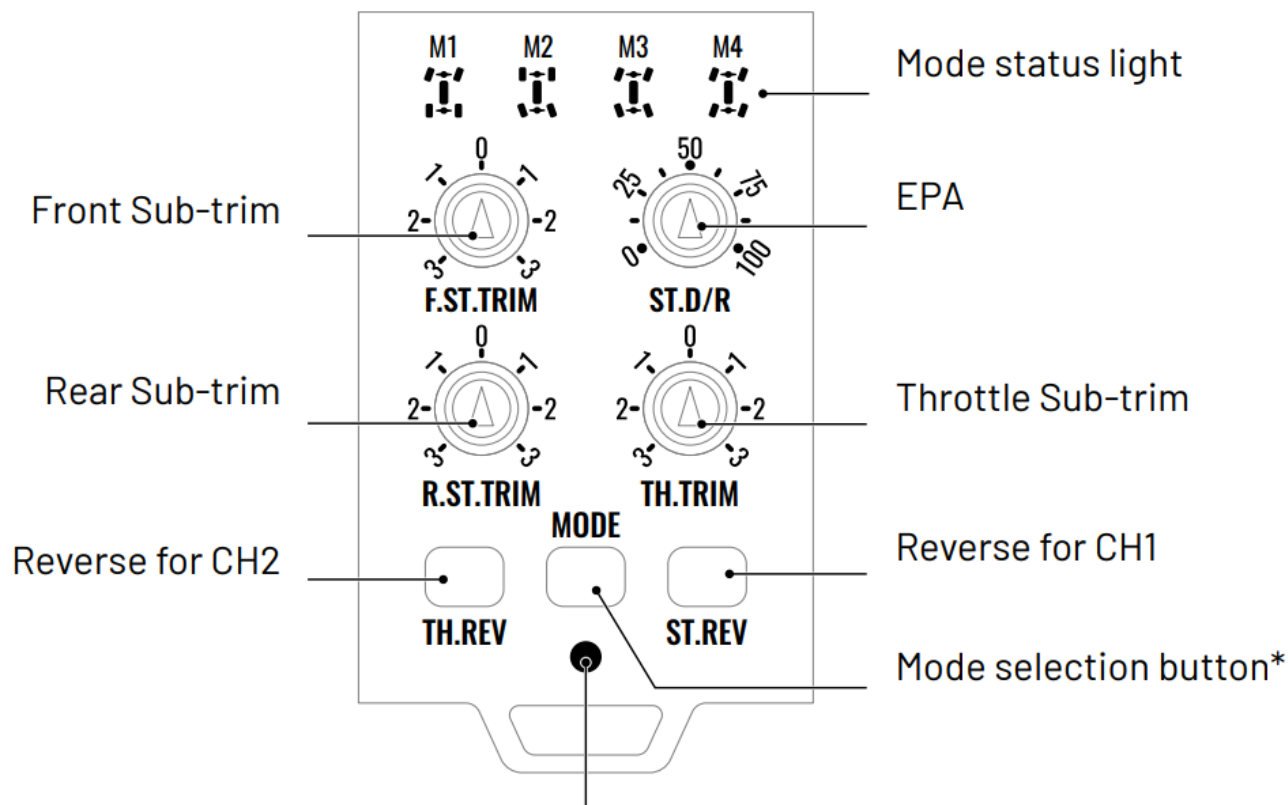 M1 M2 M3 M4
Mode status light
0
1 1
2 2
3 3
F.ST.TRIM
Front Sub-trim
50
25 75
0 100
ST.D/R
EPA
0
1 1
2 2
3 3
R.ST.TRIM
Rear Sub-trim
0
1 1
2 2
3 3
TH.TRIM
Throttle Sub-trim
MODE
Reverse for CH2
Reverse for CH1
TH.REV
ST.REV
Mode selection button*